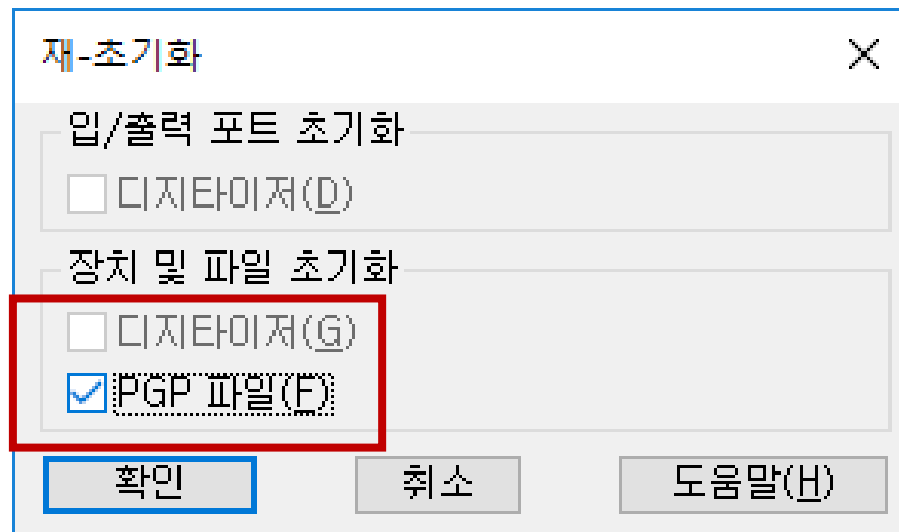 재-초기화
입/출력 포트 초기화
디지타이저(D)
장치 및 파일 초기화
디지타이저(G)
PGP 파일(F)
확인 취소 도움말(H)